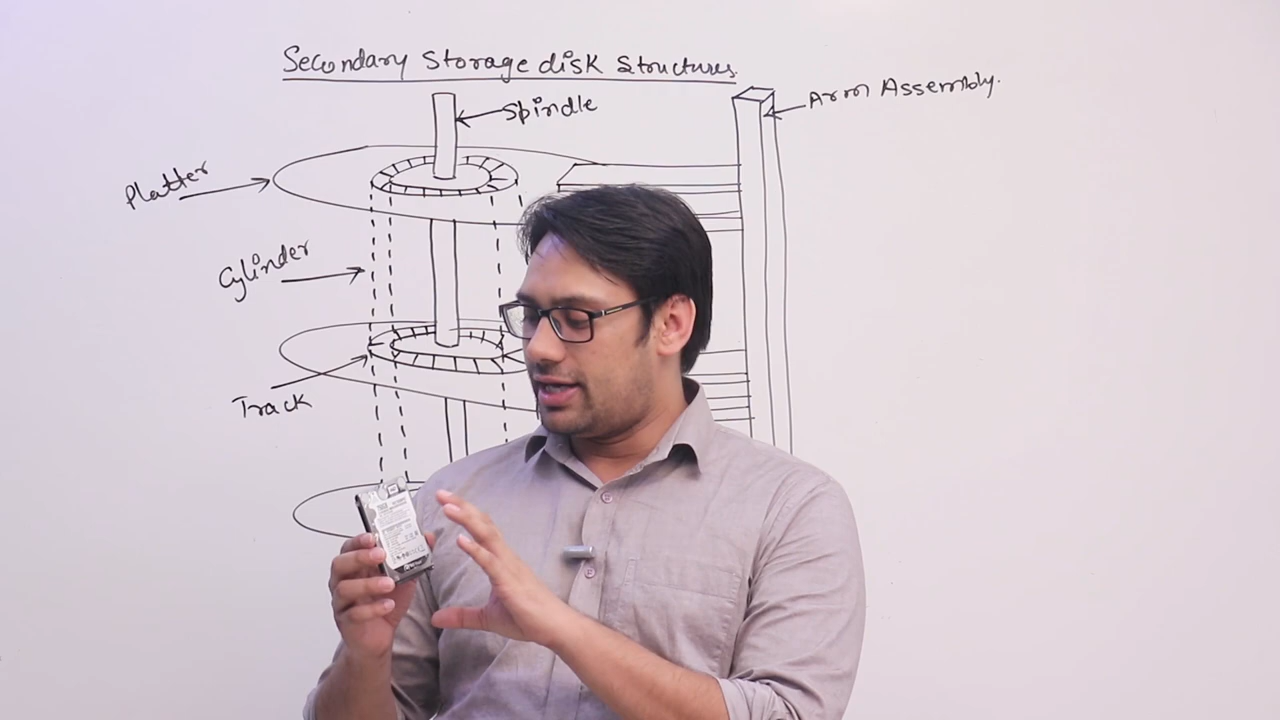 Secondary Storage disk Structures.
Spindle
Arm Assembly.
Platter
Cylinder
Track